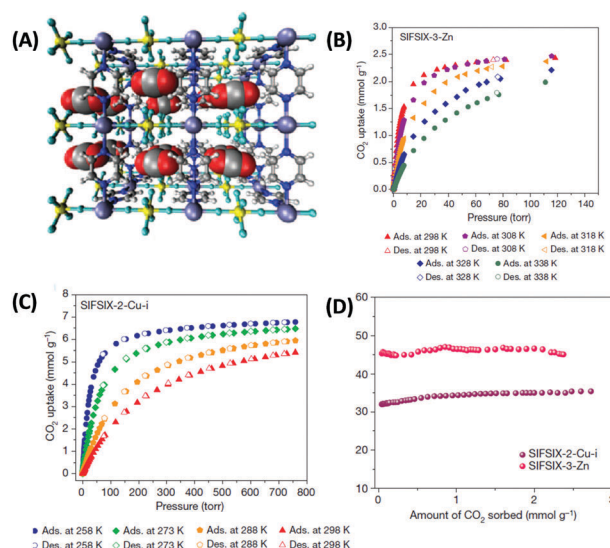 (A)
(B)
SIFSIX-3-Zn
3.0
2.5
2.0
1.5
1.0
0.5
0.0
CO₂ uptake (mmol g⁻¹)
0 20 40 60 80 100 120
Pressure (torr)
Ads. at 298 K Ads. at 308 K Ads. at 318 K
Des. at 298 K Des. at 308 K Des. at 318 K
Ads. at 328 K Ads. at 338 K
Des. at 328 K Des. at 338 K
(C)
SIFSIX-2-Cu-i
8
7
6
5
4
3
2
1
0
CO₂ uptake (mmol g⁻¹)
0 100 200 300 400 500 600 700 800
Pressure (torr)
Ads. at 258 K Ads. at 273 K Ads. at 288 K Ads. at 298 K
Des. at 258 K Des. at 273 K Des. at 288 K Des. at 298 K
(D)
60
50
40
30
20
10
SIFSIX-2-Cu-i
SIFSIX-3-Zn
0 1 2 3
Amount of CO₂ sorbed (mmol g⁻¹)